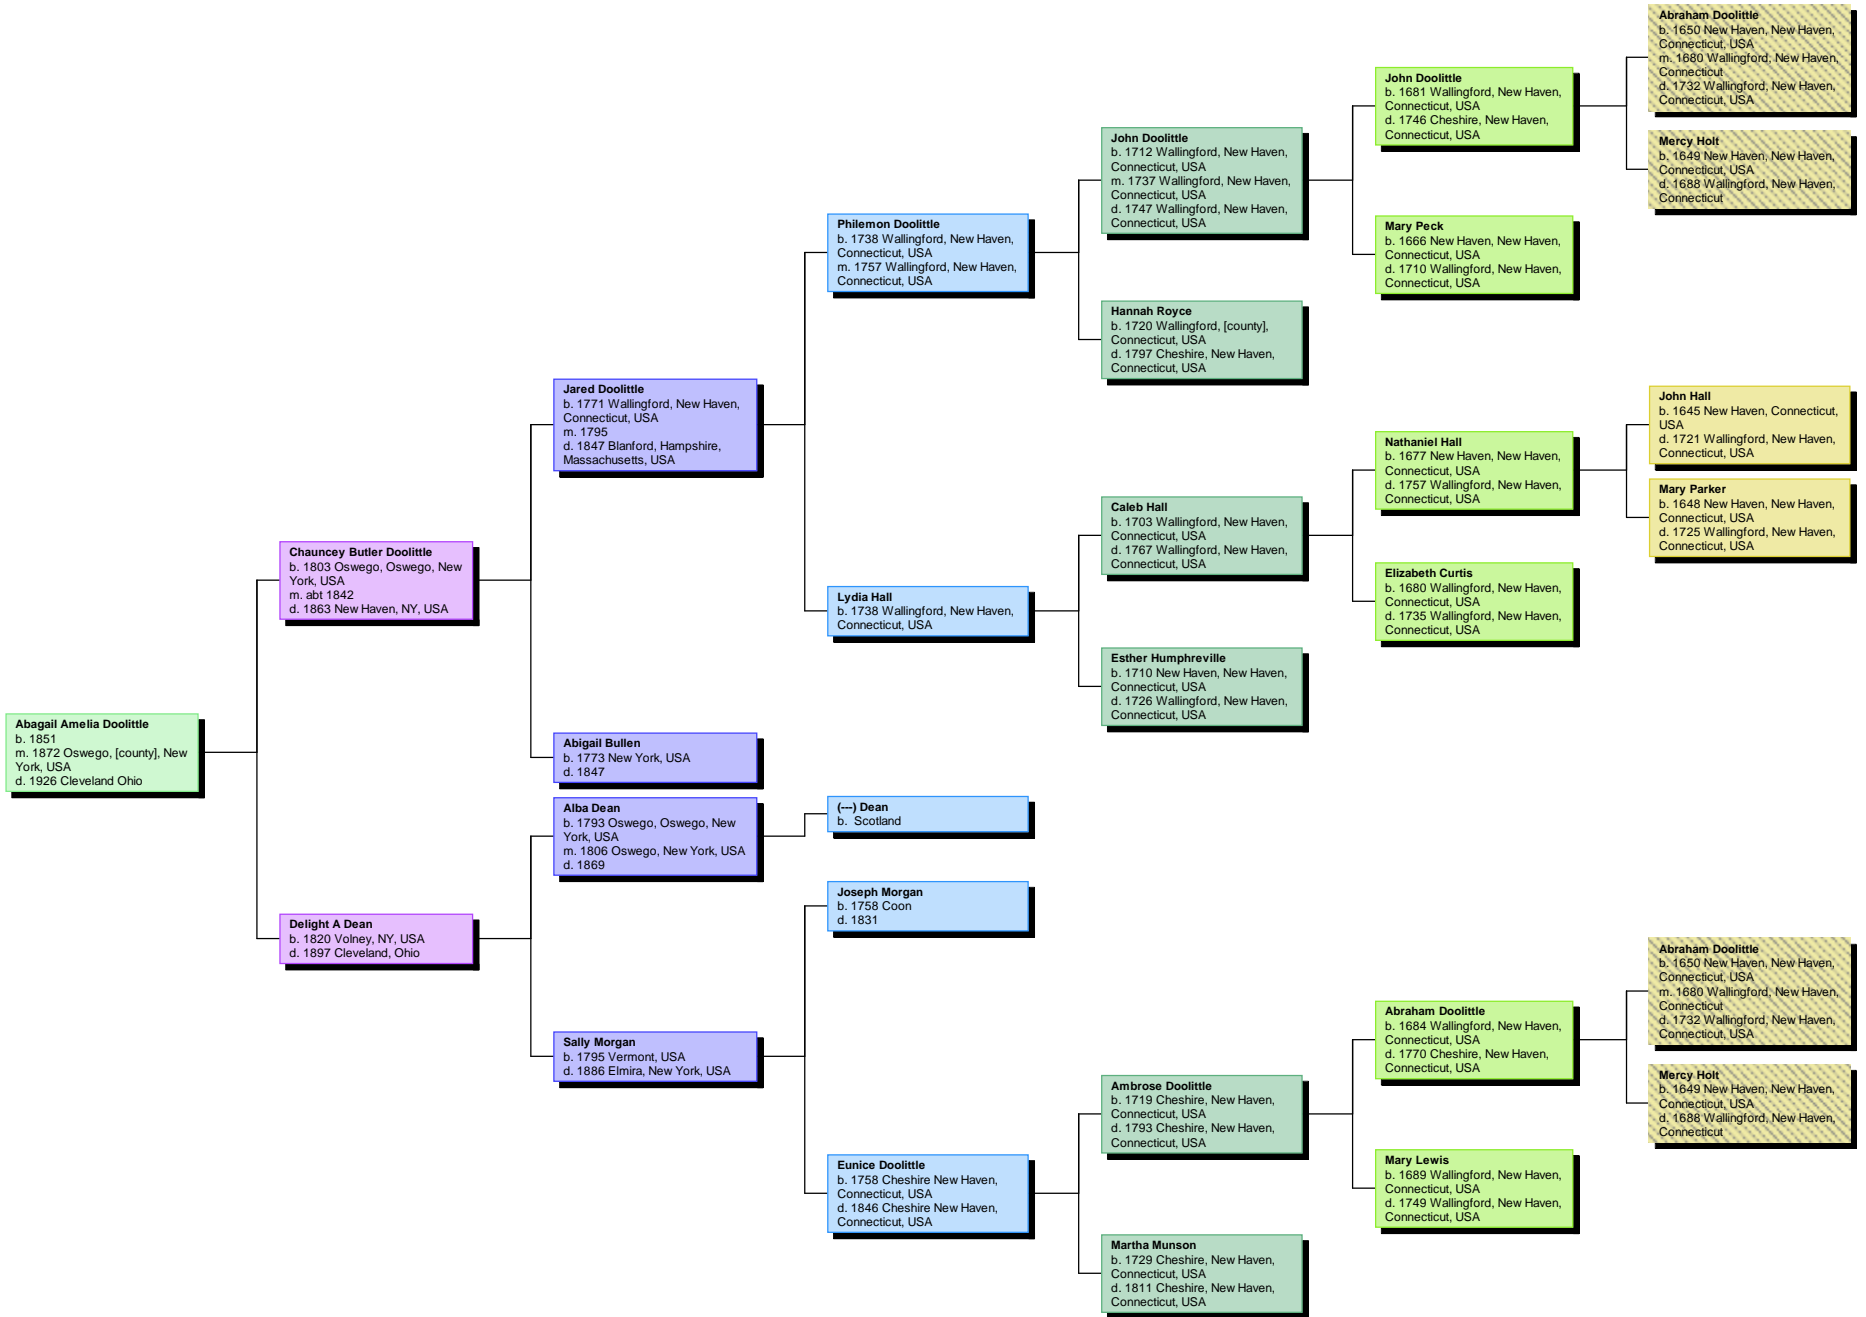 Abagail Amelia Doolittle
b. 1851
m. 1872 Oswego, [county], New
York, USA
d. 1926 Cleveland Ohio
Chauncey Butler Doolittle
b. 1803 Oswego, Oswego, New
York, USA
m. abt 1842
d. 1863 New Haven, NY, USA
Delight A Dean
b. 1820 Volney, NY, USA
d. 1897 Cleveland, Ohio
Jared Doolittle
b. 1771 Wallingford, New Haven,
Connecticut, USA
m. 1795
d. 1847 Blanford, Hampshire,
Massachusetts, USA
Abigail Bullen
b. 1773 New York, USA
d. 1847
Alba Dean
b. 1793 Oswego, Oswego, New
York, USA
m. 1806 Oswego, New York, USA
d. 1869
Sally Morgan
b. 1795 Vermont, USA
d. 1886 Elmira, New York, USA
Philemon Doolittle
b. 1738 Wallingford, New Haven,
Connecticut, USA
m. 1757 Wallingford, New Haven,
Connecticut, USA
Lydia Hall
b. 1738 Wallingford, New Haven,
Connecticut, USA
(---) Dean
b. Scotland
Joseph Morgan
b. 1758 Coon
d. 1831
Eunice Doolittle
b. 1758 Cheshire New Haven,
Connecticut, USA
d. 1846 Cheshire New Haven,
Connecticut, USA
John Doolittle
b. 1712 Wallingford, New Haven,
Connecticut, USA
m. 1737 Wallingford, New Haven,
Connecticut, USA
d. 1747 Wallingford, New Haven,
Connecticut, USA
Hannah Royce
b. 1720 Wallingford, [county],
Connecticut, USA
d. 1797 Cheshire, New Haven,
Connecticut, USA
Caleb Hall
b. 1703 Wallingford, New Haven,
Connecticut, USA
d. 1767 Wallingford, New Haven,
Connecticut, USA
Esther Humphreville
b. 1710 New Haven, New Haven,
Connecticut, USA
d. 1726 Wallingford, New Haven,
Connecticut, USA
Ambrose Doolittle
b. 1719 Cheshire, New Haven,
Connecticut, USA
d. 1793 Cheshire, New Haven,
Connecticut, USA
Martha Munson
b. 1729 Cheshire, New Haven,
Connecticut, USA
d. 1811 Cheshire, New Haven,
Connecticut, USA
John Doolittle
b. 1681 Wallingford, New Haven,
Connecticut, USA
d. 1746 Cheshire, New Haven,
Connecticut, USA
Mary Peck
b. 1666 New Haven, New Haven,
Connecticut, USA
d. 1710 Wallingford, New Haven,
Connecticut, USA
Nathaniel Hall
b. 1677 New Haven, New Haven,
Connecticut, USA
d. 1757 Wallingford, New Haven,
Connecticut, USA
Elizabeth Curtis
b. 1680 Wallingford, New Haven,
Connecticut, USA
d. 1735 Wallingford, New Haven,
Connecticut, USA
Abraham Doolittle
b. 1684 Wallingford, New Haven,
Connecticut, USA
d. 1770 Cheshire, New Haven,
Connecticut, USA
Mary Lewis
b. 1689 Wallingford, New Haven,
Connecticut, USA
d. 1749 Wallingford, New Haven,
Connecticut, USA
Abraham Doolittle
b. 1650 New Haven, New Haven,
Connecticut, USA
m. 1680 Wallingford, New Haven,
Connecticut
d. 1732 Wallingford, New Haven,
Connecticut, USA
Mercy Holt
b. 1649 New Haven, New Haven,
Connecticut, USA
d. 1688 Wallingford, New Haven,
Connecticut
John Hall
b. 1645 New Haven, Connecticut,
USA
d. 1721 Wallingford, New Haven,
Connecticut, USA
Mary Parker
b. 1648 New Haven, New Haven,
Connecticut, USA
d. 1725 Wallingford, New Haven,
Connecticut, USA
Abraham Doolittle
b. 1650 New Haven, New Haven,
Connecticut, USA
m. 1680 Wallingford, New Haven,
Connecticut
d. 1732 Wallingford, New Haven,
Connecticut, USA
Mercy Holt
b. 1649 New Haven, New Haven,
Connecticut, USA
d. 1688 Wallingford, New Haven,
Connecticut